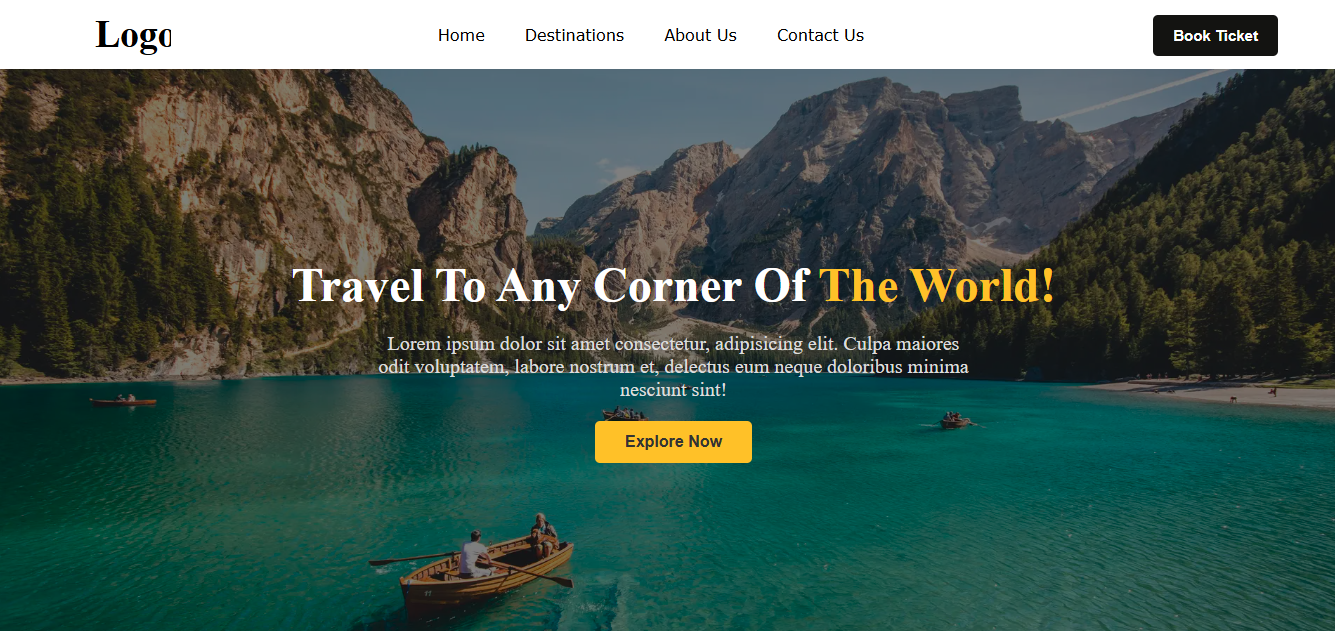 Logo
Home
Destinations
About Us
Contact Us
Book Ticket
Travel To Any Corner Of The World!
Lorem ipsum dolor sit amet consectetur, adipisicing elit. Culpa maiores
odit voluptatem, labore nostrum et, delectus eum neque doloribus minima
nesciunt sint!
Explore Now